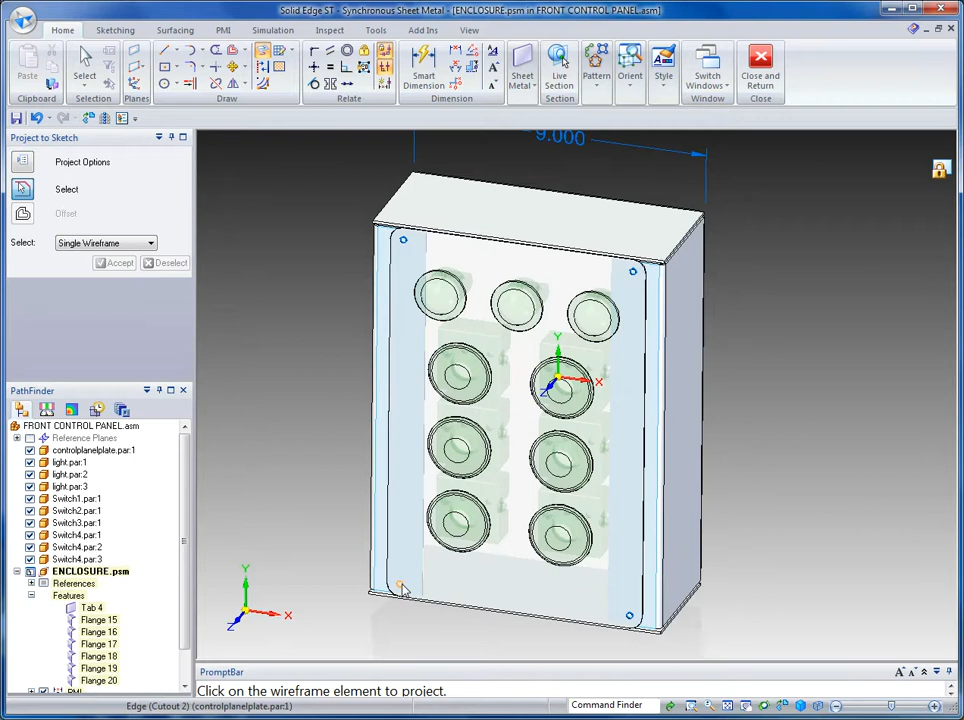 Solid Edge ST - Synchronous Sheet Metal - [ENCLOSURE.psm in FRONT CONTROL PANEL.asm]
Home Sketching Surfacing PMI Simulation Inspect Tools Add Ins View
Paste Select Smart Dimension Sheet Metal Live Section Pattern Orient Style Switch Windows Close and Return
Clipboard Selection Planes Draw Relate Dimension Section Window Close
Project to Sketch
Project Options
Select
Offset
Select: Single Wireframe
Accept Deselect
9.000
Y
X
Z
PathFinder
FRONT CONTROL PANEL.asm
Reference Planes
controlpanelplate.par:1
light.par:1
light.par:2
light.par:3
Switch1.par:1
Switch2.par:1
Switch3.par:1
Switch4.par:1
Switch4.par:2
Switch4.par:3
ENCLOSURE.psm
References
Features
Tab 4
Flange 15
Flange 16
Flange 17
Flange 18
Flange 19
Flange 20
PMI
Y
X
Z
PromptBar
Click on the wireframe element to project.
Edge (Cutout 2) (controlpanelplate.par:1)
Command Finder